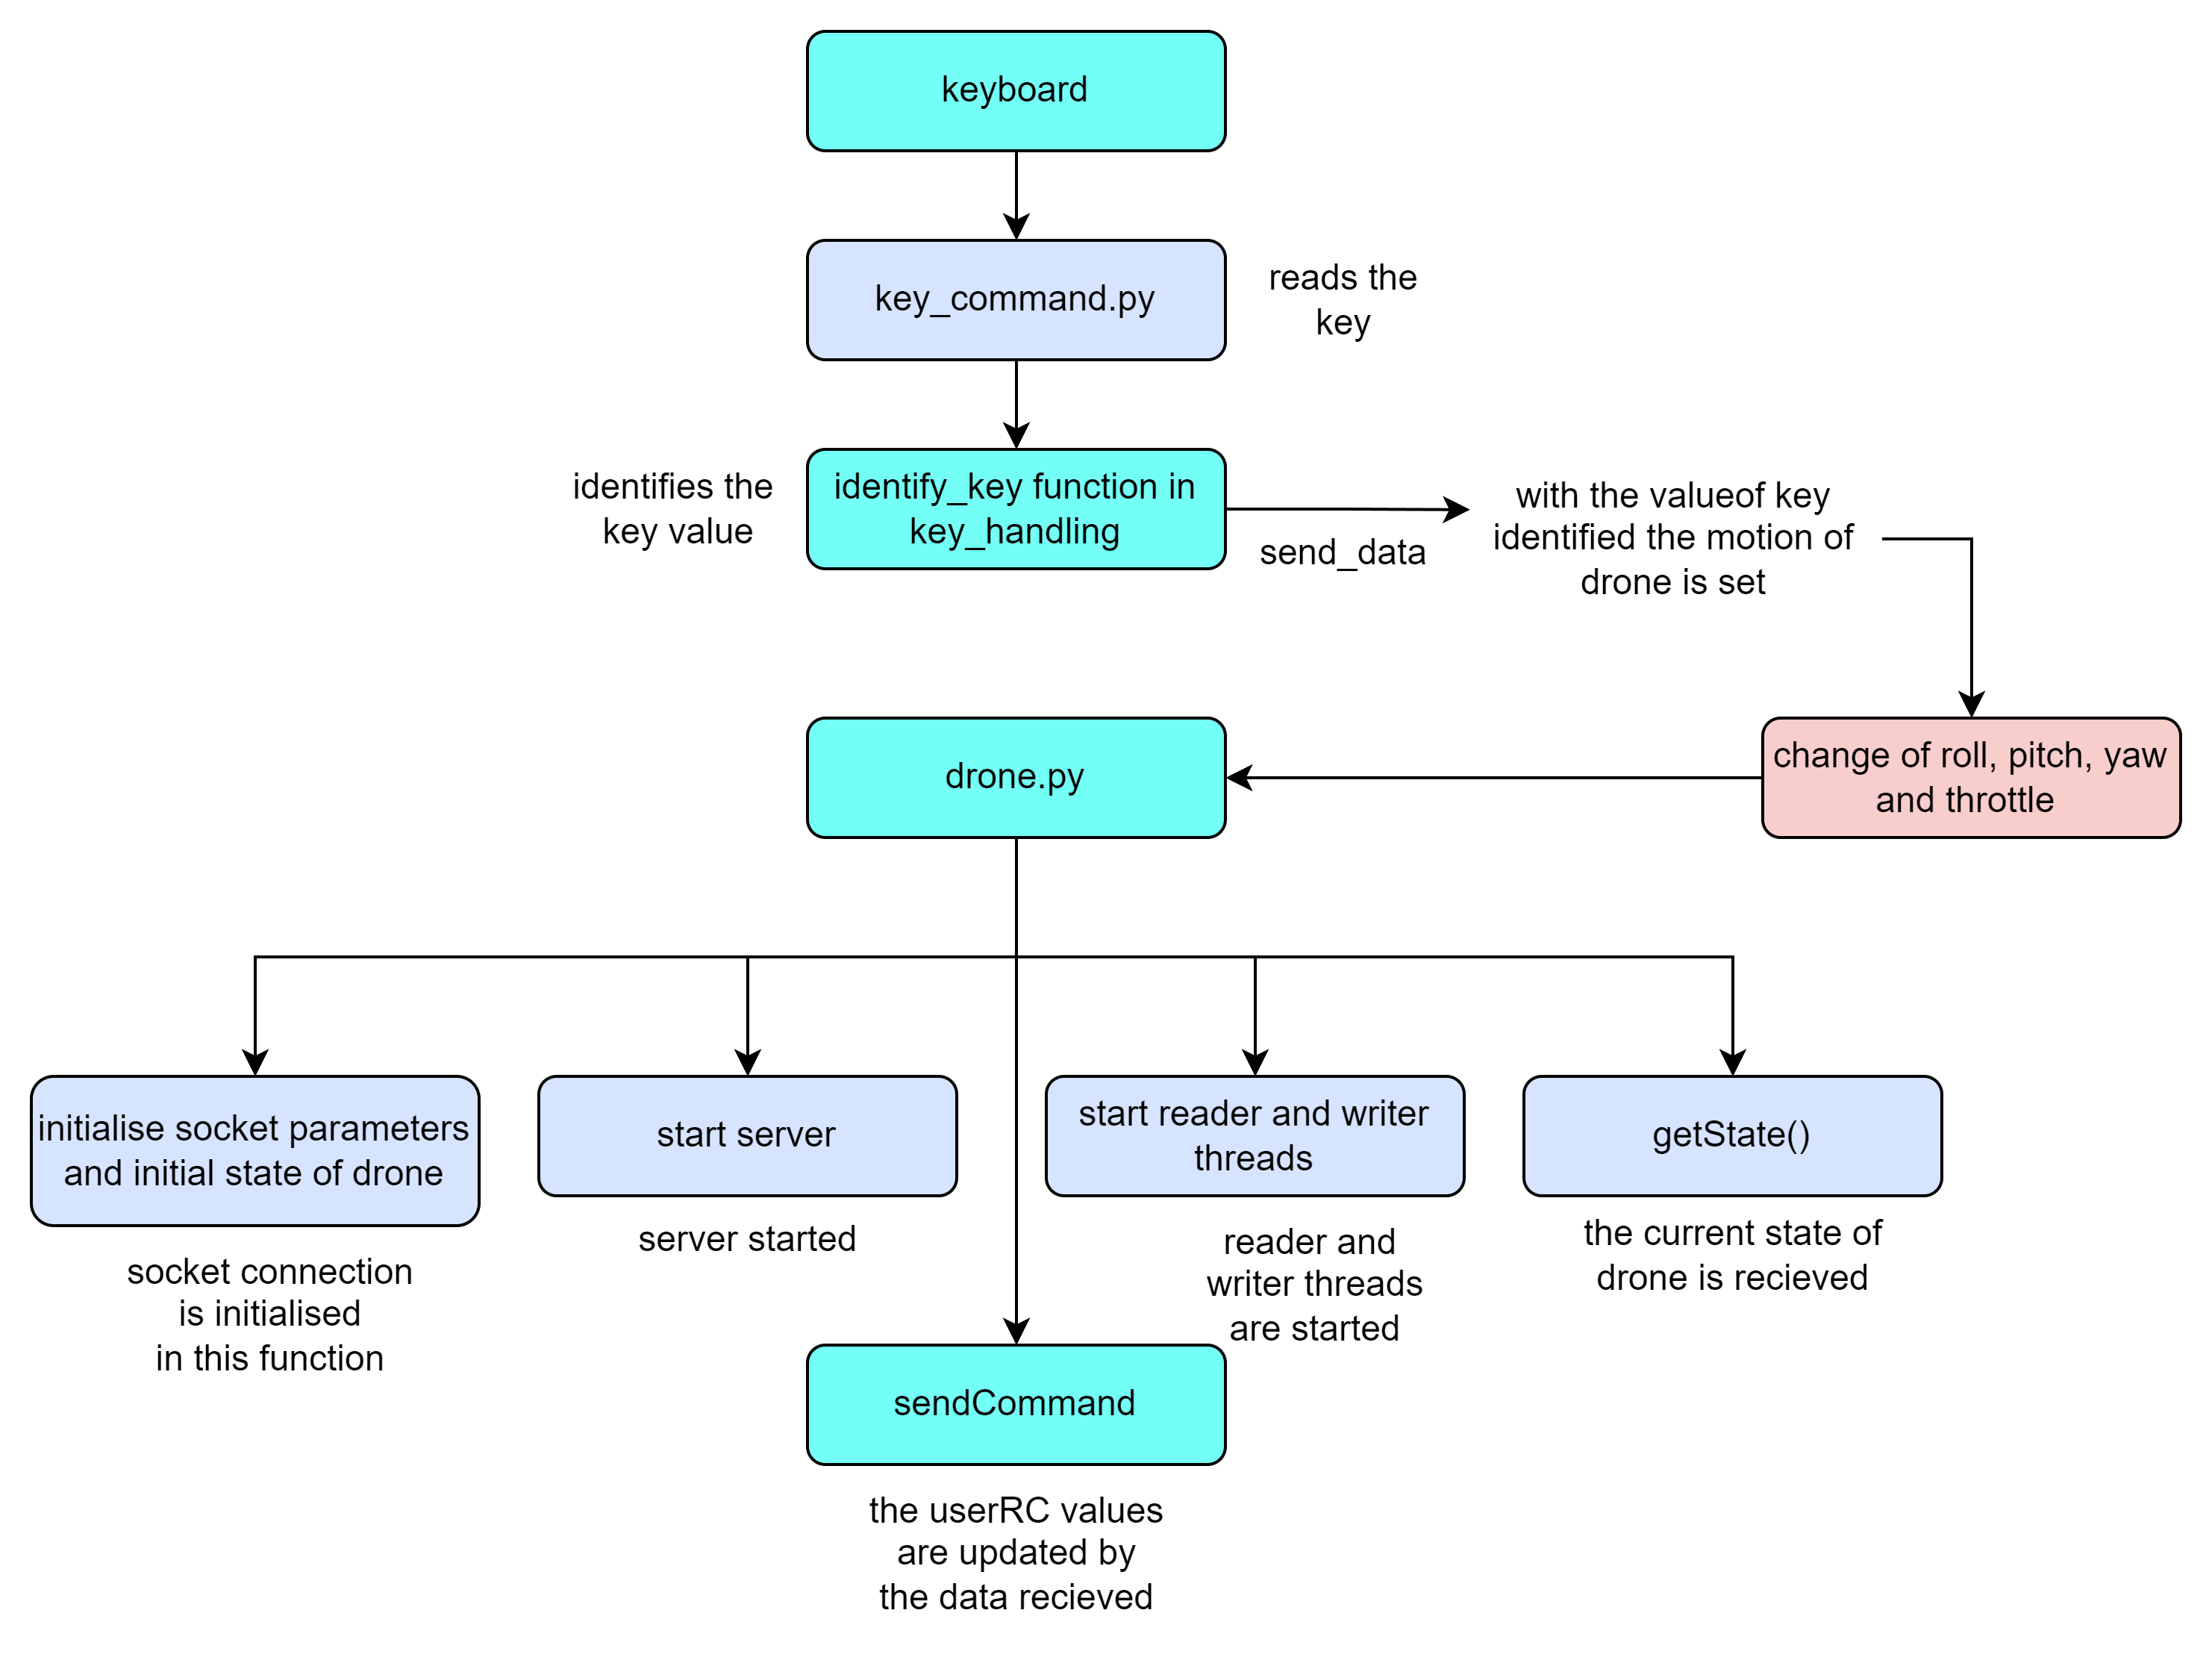 keyboard
key_command.py
reads the
key
identifies the
key value
identify_key function in
key_handling
send_data
with the valueof key
identified the motion of
drone is set
drone.py
change of roll, pitch, yaw
and throttle
initialise socket parameters
and initial state of drone
start server
start reader and writer
threads
getState()
socket connection
is initialised
in this function
server started
reader and
writer threads
are started
the current state of
drone is recieved
sendCommand
the userRC values
are updated by
the data recieved